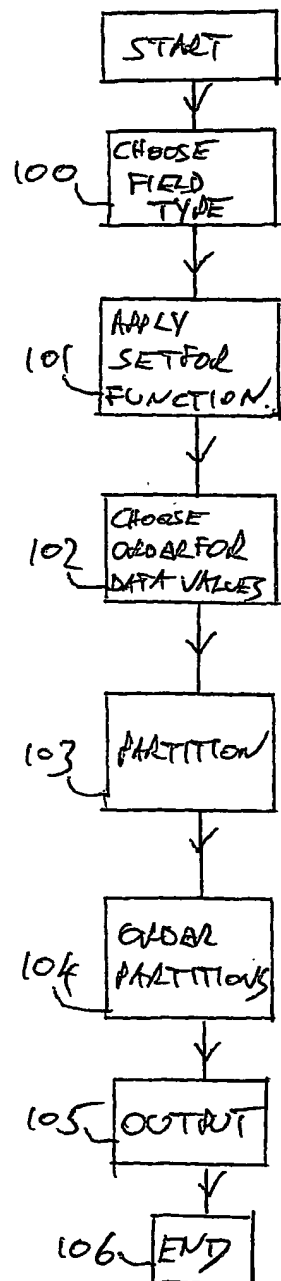 START
100
CHOOSE
FIELD
TYPE
101
APPLY
SETFOR
FUNCTION.
102
CHOOSE
ORDER FOR
DATA VALUES
103
PARTITION
104
ORDER
PARTITIONS
105
OUTPUT
106
END